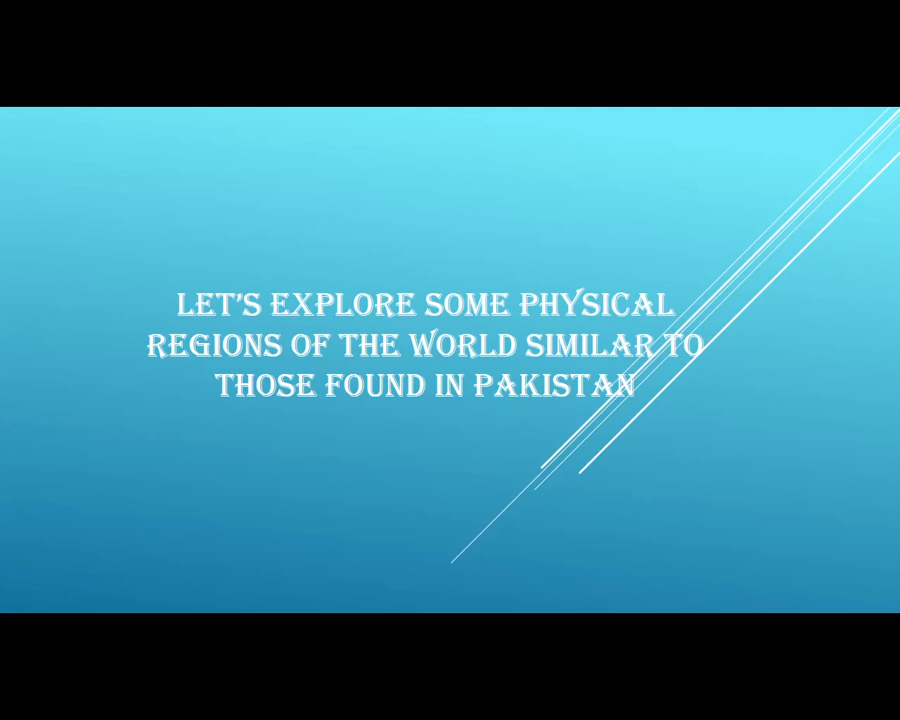 LET'S EXPLORE SOME PHYSICAL
REGIONS OF THE WORLD SIMILAR TO
THOSE FOUND IN PAKISTAN